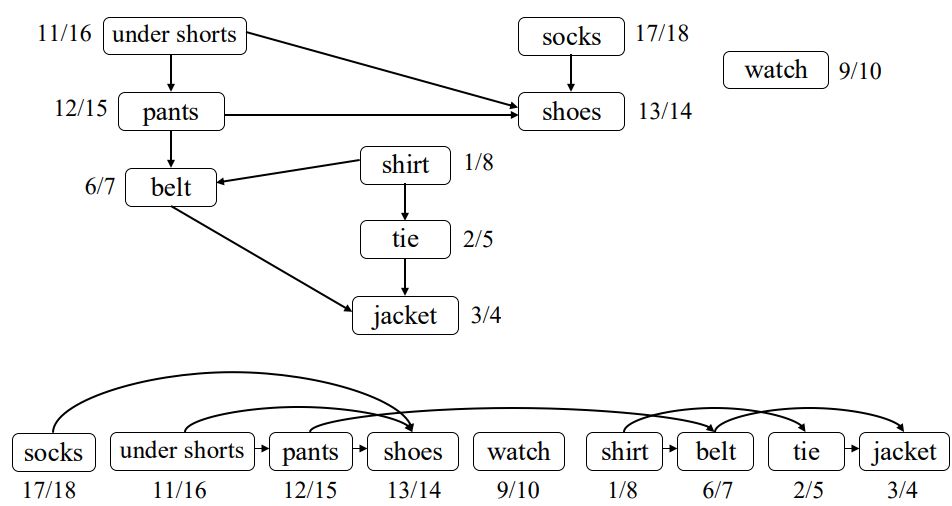 11/16 under shorts socks 17/18
watch 9/10
12/15 pants shoes 13/14
shirt 1/8
6/7 belt
tie 2/5
jacket 3/4
socks under shorts pants shoes watch shirt belt tie jacket
17/18 11/16 12/15 13/14 9/10 1/8 6/7 2/5 3/4